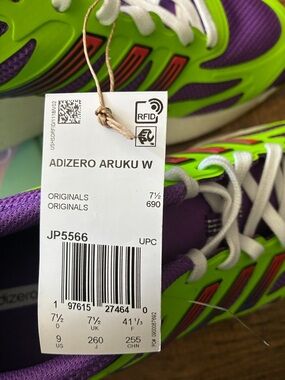 RFID
ADIZERO ARUKU W
ORIGINALS 7½
ORIGINALS 690
JP5566 UPC
1 97615 27464 0
7½ 7½ 41⅓
D UK F
9 260 255
US J CHN
adizero